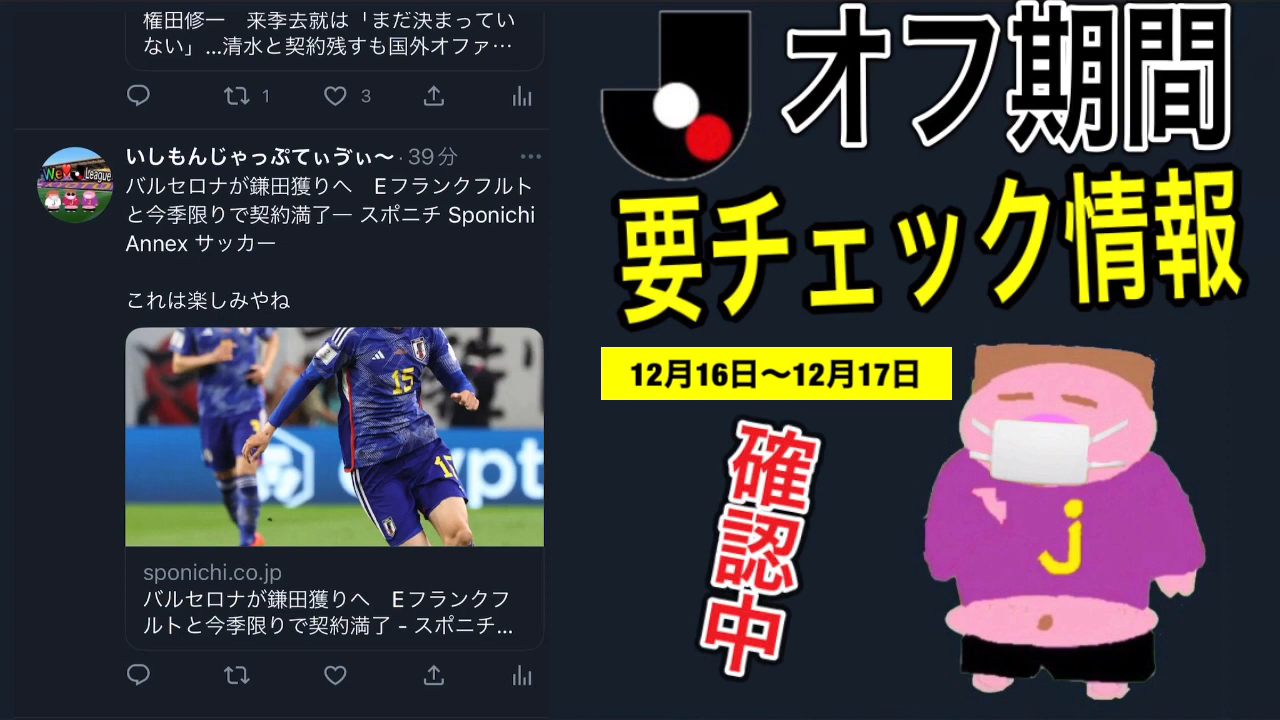 権田修一 来季去就は「まだ決まってい
ない」…清水と契約残すも国外オファ…
1
3
いしもんじゃっぷてぃゔぃ〜 · 39分
バルセロナが鎌田獲りへ Eフランクフルト
と今季限りで契約満了― スポニチ Sponichi
Annex サッカー
これは楽しみやね
15
crypt
sponichi.co.jp
バルセロナが鎌田獲りへ Eフランクフ
ルトと今季限りで契約満了 - スポニチ...
オフ期間
要チェック情報
12月16日〜12月17日
確認中
j